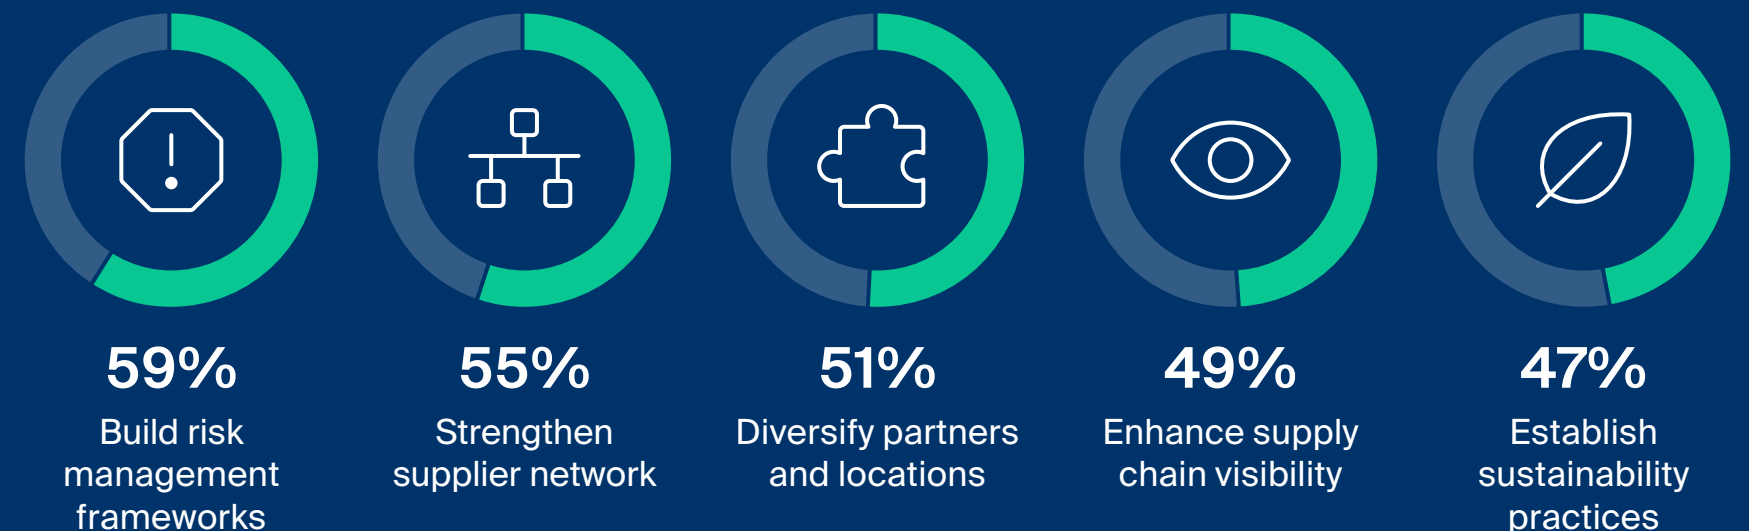 59%
Build risk
management
frameworks
55%
Strengthen
supplier network
51%
Diversify partners
and locations
49%
Enhance supply
chain visibility
47%
Establish
sustainability
practices